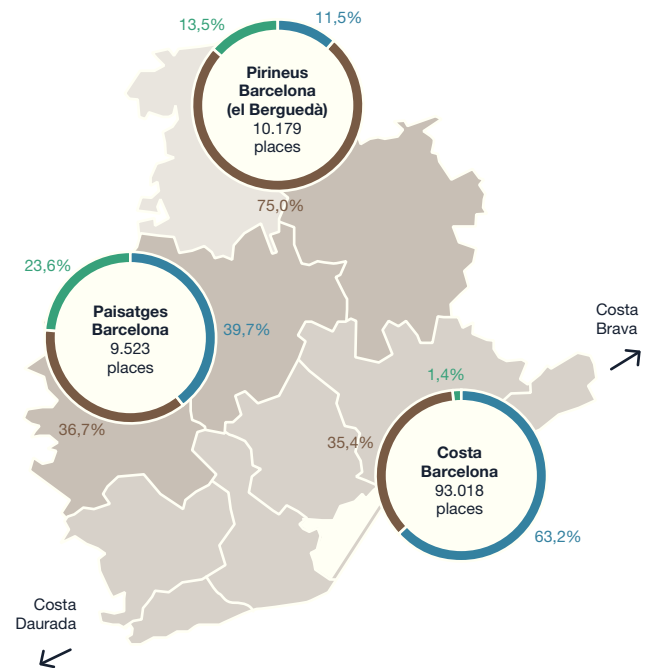 13,5%
11,5%
Pirineus
Barcelona
(el Berguedà)
10.179
places
75,0%
23,6%
Paisatges
Barcelona
9.523
places
39,7%
36,7%
Costa
Brava
1,4%
35,4%
Costa
Barcelona
93.018
places
63,2%
Costa
Daurada